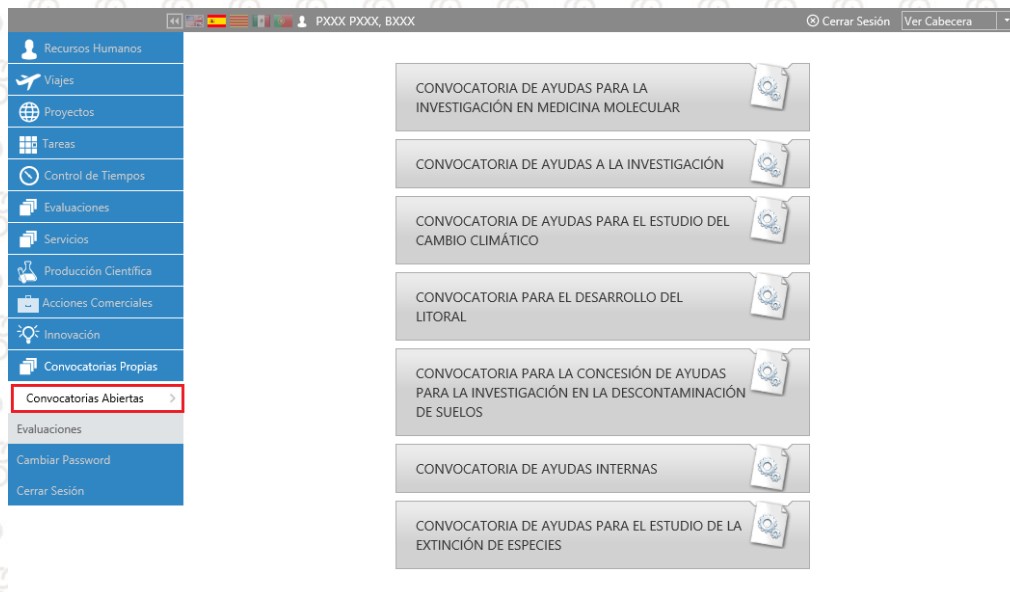 PXXX PXXX, BXXX
Cerrar Sesión
Ver Cabecera
Recursos Humanos
Viajes
Proyectos
Tareas
Control de Tiempos
Evaluaciones
Servicios
Producción Científica
Acciones Comerciales
Innovación
Convocatorias Propias
Convocatorias Abiertas
Evaluaciones
Cambiar Password
Cerrar Sesión
CONVOCATORIA DE AYUDAS PARA LA
INVESTIGACIÓN EN MEDICINA MOLECULAR
CONVOCATORIA DE AYUDAS A LA INVESTIGACIÓN
CONVOCATORIA DE AYUDAS PARA EL ESTUDIO DEL
CAMBIO CLIMÁTICO
CONVOCATORIA PARA EL DESARROLLO DEL
LITORAL
CONVOCATORIA PARA LA CONCESIÓN DE AYUDAS
PARA LA INVESTIGACIÓN EN LA DESCONTAMINACIÓN
DE SUELOS
CONVOCATORIA DE AYUDAS INTERNAS
CONVOCATORIA DE AYUDAS PARA EL ESTUDIO DE LA
EXTINCIÓN DE ESPECIES